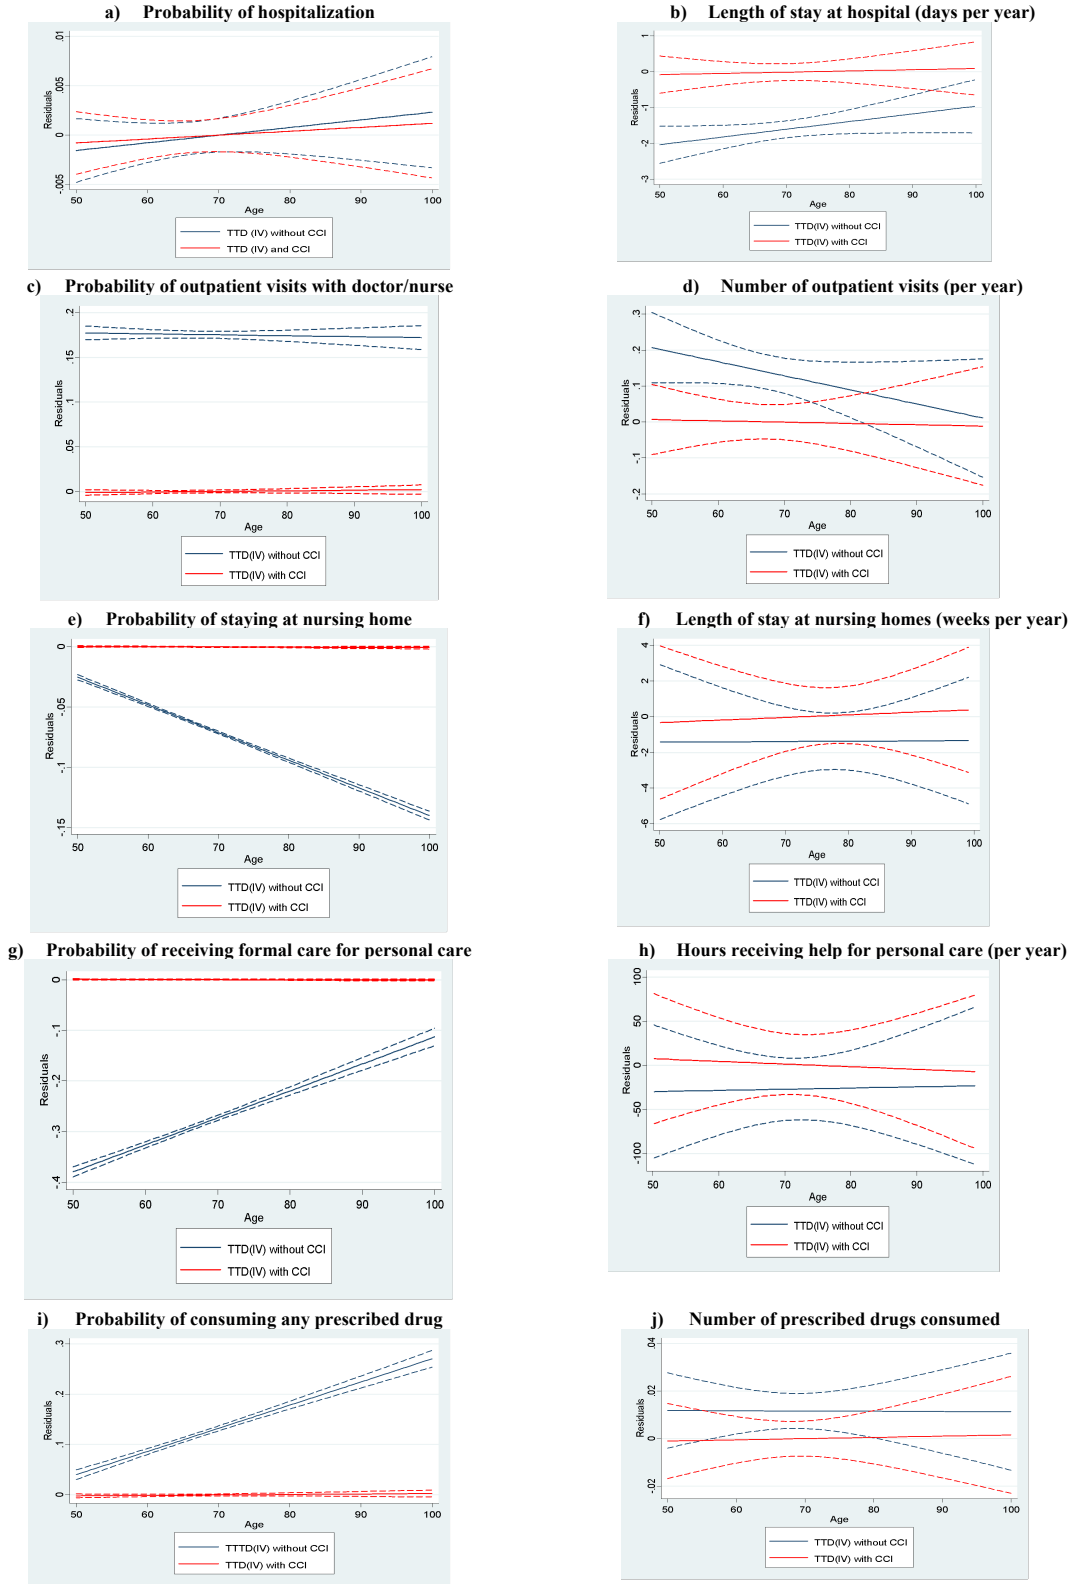 a) Probability of hospitalization
.01
.005
0
-.005
Residuals
50 60 70 80 90 100
Age
TTD (IV) without CCI
TTD (IV) and CCI
b) Length of stay at hospital (days per year)
1
0
-1
-2
-3
Residuals
50 60 70 80 90 100
Age
TTD(IV) without CCI
TTD(IV) with CCI
c) Probability of outpatient visits with doctor/nurse
.2
.15
.1
.05
0
Residuals
50 60 70 80 90 100
Age
TTD(IV) without CCI
TTD(IV) with CCI
d) Number of outpatient visits (per year)
.3
.2
.1
0
-.1
-.2
Residuals
50 60 70 80 90 100
Age
TTD(IV) without CCI
TTD(IV) with CCI
e) Probability of staying at nursing home
0
-.05
-.1
-.15
Residuals
50 60 70 80 90 100
Age
TTD(IV) without CCI
TTD(IV) with CCI
f) Length of stay at nursing homes (weeks per year)
4
2
0
-2
-4
-6
Residuals
50 60 70 80 90 100
Age
TTD(IV) without CCI
TTD(IV) with CCI
g) Probability of receiving formal care for personal care
0
-.1
-.2
-.3
-.4
Residuals
50 60 70 80 90 100
Age
TTD(IV) without CCI
TTD(IV) with CCI
h) Hours receiving help for personal care (per year)
100
50
0
-50
-100
Residuals
50 60 70 80 90 100
Age
TTD(IV) without CCI
TTD(IV) with CCI
i) Probability of consuming any prescribed drug
.3
.2
.1
0
Residuals
50 60 70 80 90 100
Age
TTTD(IV) without CCI
TTD(IV) with CCI
j) Number of prescribed drugs consumed
.04
.02
0
-.02
Residuals
50 60 70 80 90 100
Age
TTD(IV) without CCI
TTD(IV) with CCI